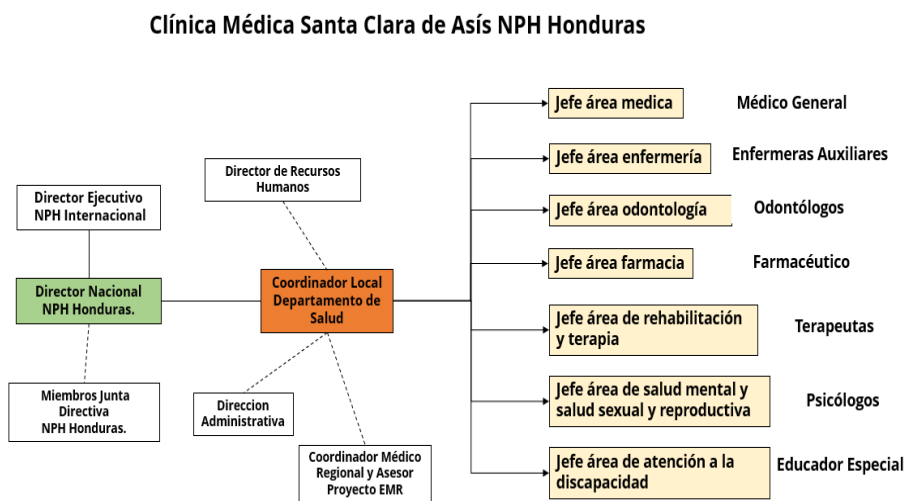 Clínica Médica Santa Clara de Asís NPH Honduras
Director Ejecutivo
NPH Internacional
Director Nacional
NPH Honduras.
Miembros Junta
Directiva
NPH Honduras.
Director de Recursos
Humanos
Coordinador Local
Departamento de
Salud
Direccion
Administrativa
Coordinador Médico
Regional y Asesor
Proyecto EMR
Jefe área medica
Médico General
Jefe área enfermería
Enfermeras Auxiliares
Jefe área odontología
Odontólogos
Jefe área farmacia
Farmacéutico
Jefe área de rehabilitación
y terapia
Terapeutas
Jefe área de salud mental y
salud sexual y reproductiva
Psicólogos
Jefe área de atención a la
discapacidad
Educador Especial